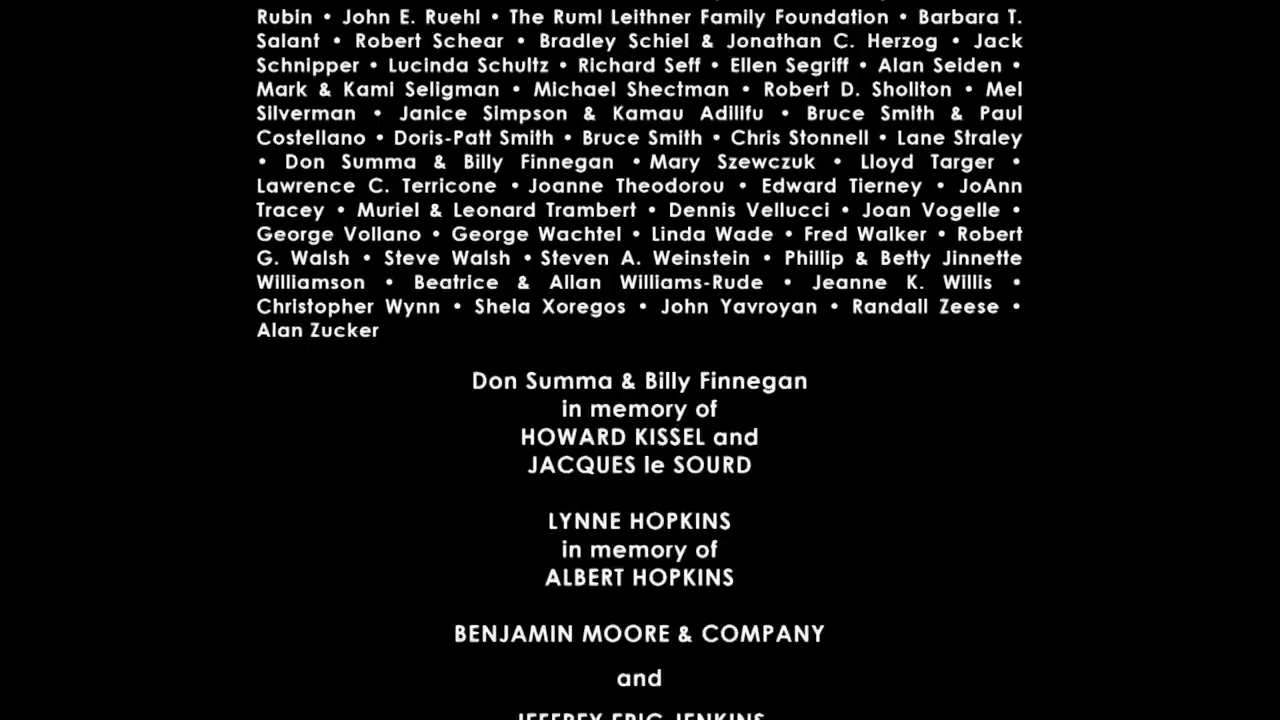 Rubin • John E. Ruehl • The Ruml Leithner Family Foundation • Barbara T.
Salant • Robert Schear • Bradley Schiel & Jonathan C. Herzog • Jack
Schnipper • Lucinda Schultz • Richard Seff • Ellen Segriff • Alan Seiden •
Mark & Kami Seligman • Michael Shectman • Robert D. Sholiton • Mel
Silverman • Janice Simpson & Kamau Adilifu • Bruce Smith & Paul
Costellano • Doris-Patt Smith • Bruce Smith • Chris Stonnell • Lane Straley
• Don Summa & Billy Finnegan • Mary Szewczuk • Lloyd Targer •
Lawrence C. Terricone • Joanne Theodorou • Edward Tierney • JoAnn
Tracey • Muriel & Leonard Trambert • Dennis Vellucci • Joan Vogelle •
George Vollano • George Wachtel • Linda Wade • Fred Walker • Robert
G. Walsh • Steve Walsh • Steven A. Weinstein • Phillip & Betty Jinnette
Williamson • Beatrice & Allan Williams-Rude • Jeanne K. Willis •
Christopher Wynn • Shela Xoregos • John Yavroyan • Randall Zeese •
Alan Zucker
Don Summa & Billy Finnegan
in memory of
HOWARD KISSEL and
JACQUES le SOURD
LYNNE HOPKINS
in memory of
ALBERT HOPKINS
BENJAMIN MOORE & COMPANY
and
JEFFREY ERIC JENKINS